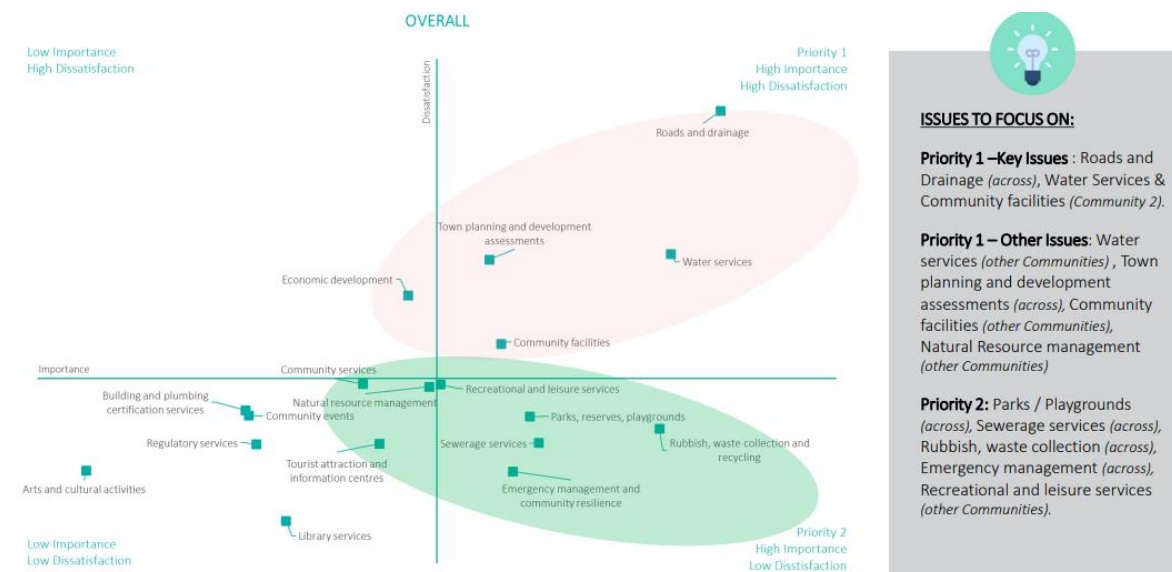 OVERALL
Low Importance
High Dissatisfaction
Priority 1
High Importance
High Dissatisfaction
Dissatisfaction
Roads and drainage
Town planning and development
assessments
Water services
Economic development
Community facilities
Importance
Community services
Recreational and leisure services
Natural resource management
Building and plumbing
certification services
Community events
Parks, reserves, playgrounds
Regulatory services
Sewerage services
Rubbish, waste collection and
recycling
Tourist attraction and
information centres
Arts and cultural activities
Emergency management and
community resilience
Library services
Low Importance
Low Dissatisfaction
Priority 2
High Importance
Low Disstisfaction
ISSUES TO FOCUS ON:
Priority 1 –Key Issues : Roads and
Drainage (across), Water Services &
Community facilities (Community 2).
Priority 1 – Other Issues: Water
services (other Communities) , Town
planning and development
assessments (across), Community
facilities (other Communities),
Natural Resource management
(other Communities)
Priority 2: Parks / Playgrounds
(across), Sewerage services (across),
Rubbish, waste collection (across),
Emergency management (across),
Recreational and leisure services
(other Communities).